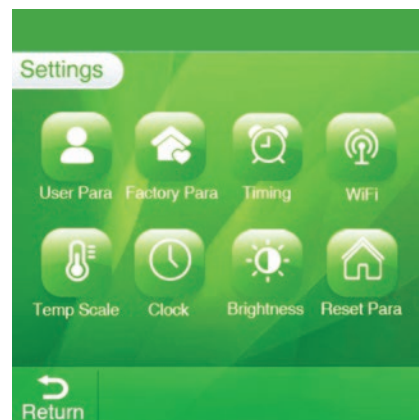 Settings
User Para Factory Para Timing WiFi
Temp Scale Clock Brightness Reset Para
Return